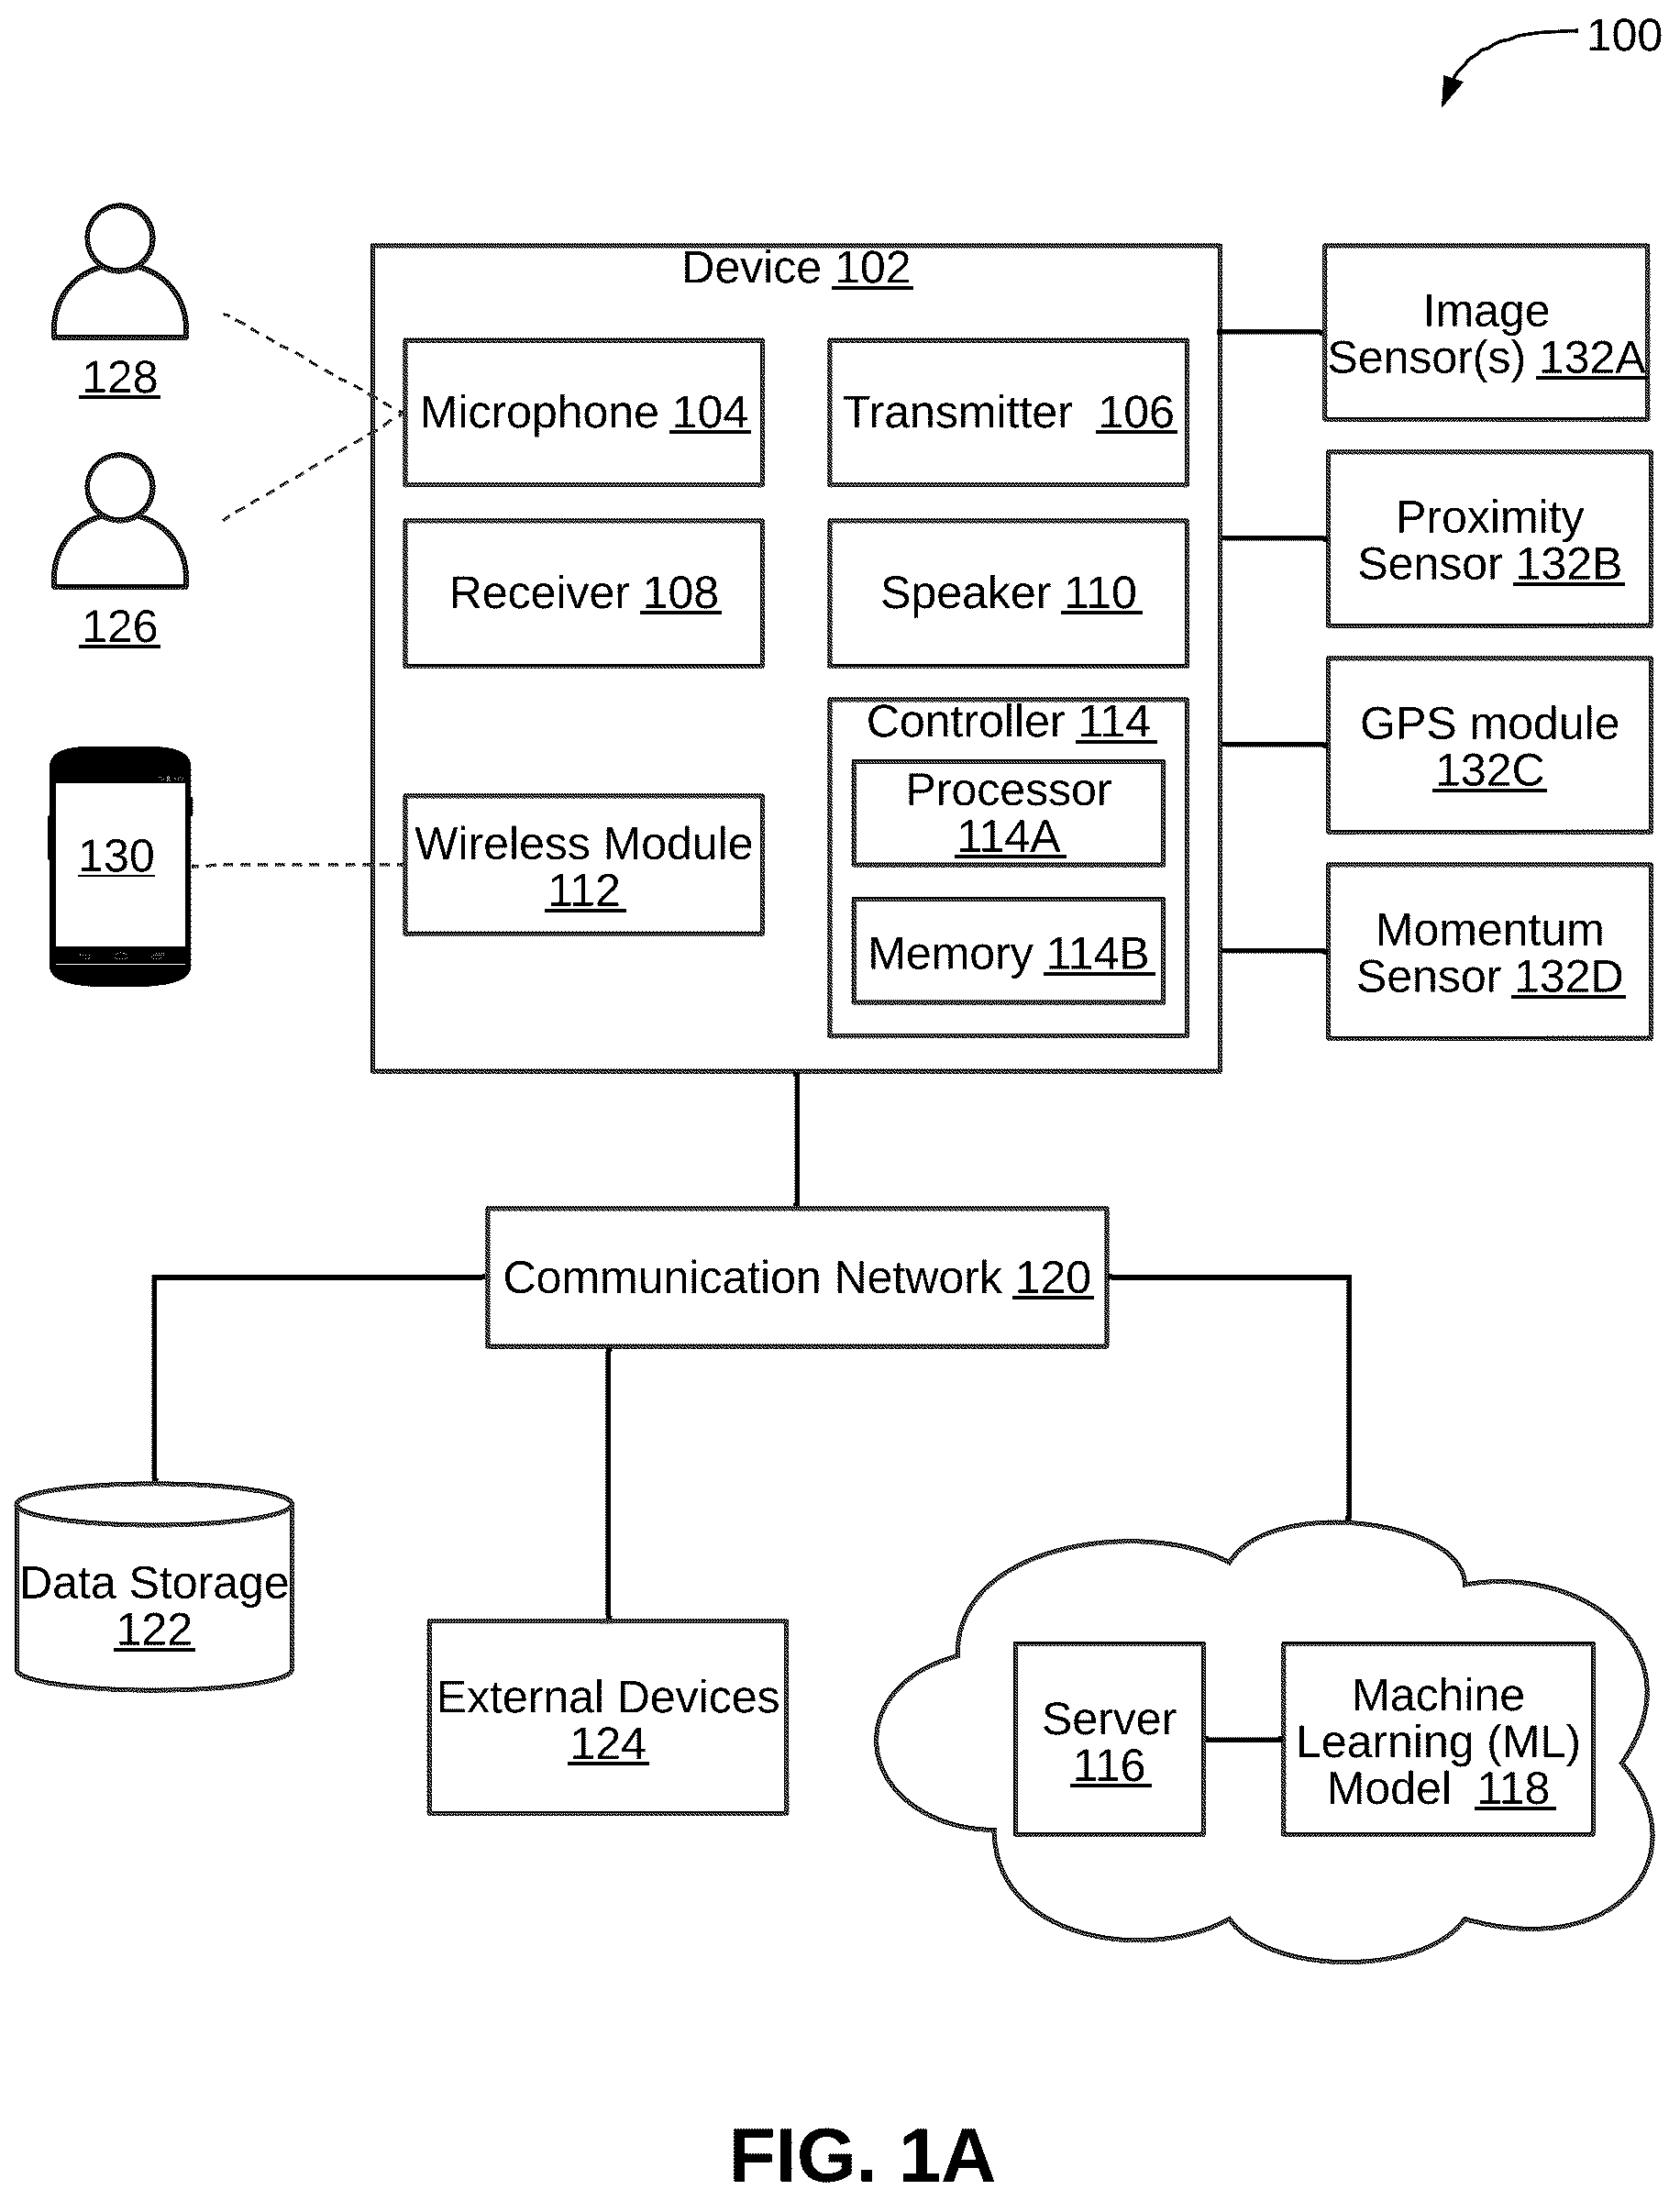 100
128
126
130
Device 102
Microphone 104
Transmitter 106
Receiver 108
Speaker 110
Wireless Module
112
Controller 114
Processor
114A
Memory 114B
Image
Sensor(s) 132A
Proximity
Sensor 132B
GPS module
132C
Momentum
Sensor 132D
Communication Network 120
Data Storage
122
External Devices
124
Server
116
Machine
Learning (ML)
Model 118
FIG. 1A